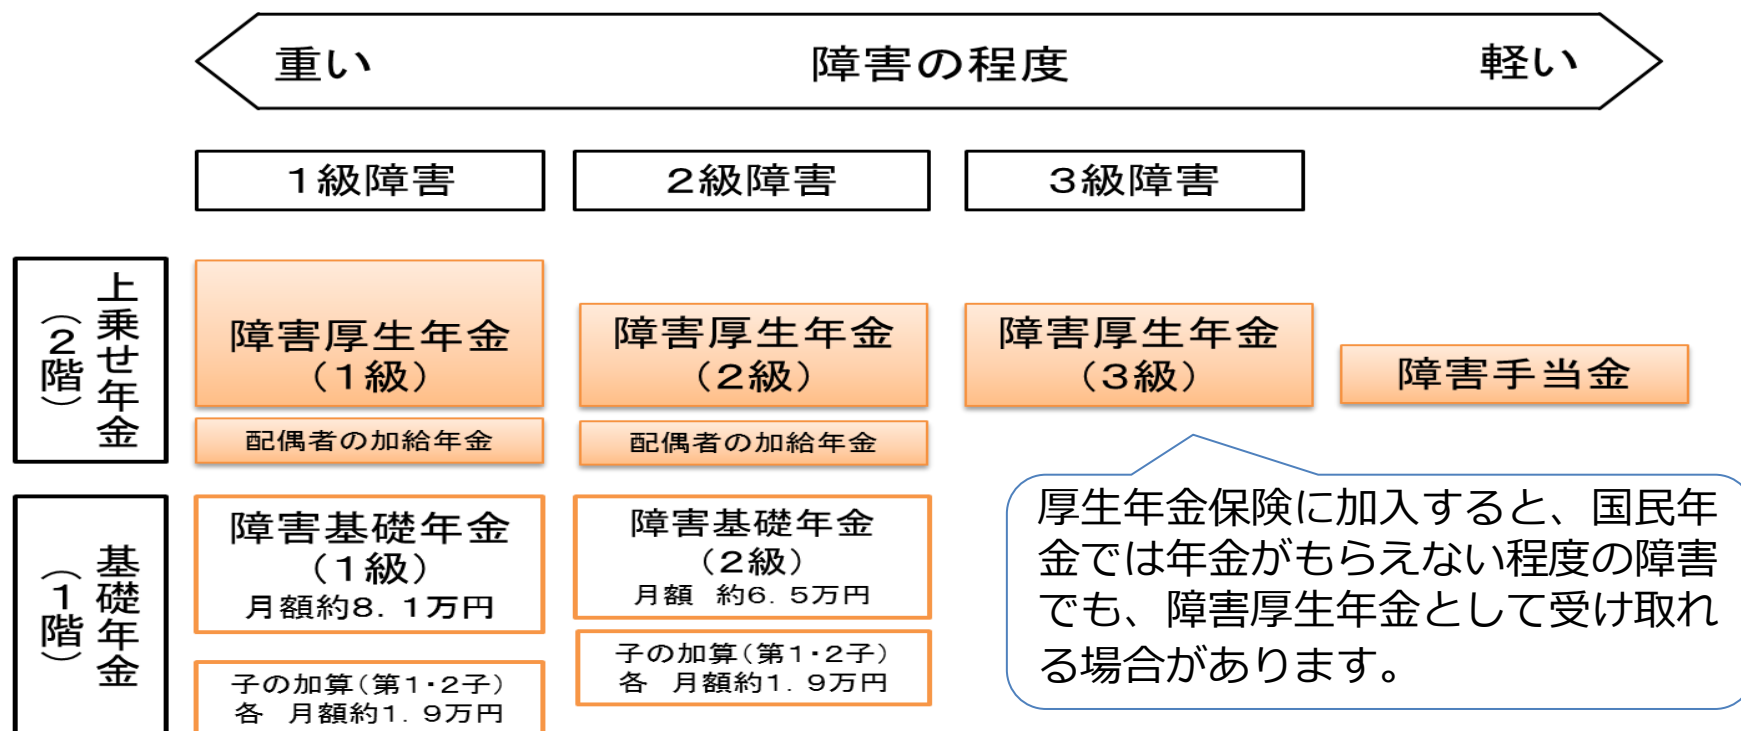 重い
障害の程度
軽い
1級障害
2級障害
3級障害
上乗せ年金
（2階）
障害厚生年金
（1級）
障害厚生年金
（2級）
障害厚生年金
（3級）
障害手当金
配偶者の加給年金
配偶者の加給年金
基礎年金
（1階）
障害基礎年金
（1級）
月額約8．1万円
子の加算（第1・2子）
各　月額約1．9万円
障害基礎年金
（2級）
月額　約6．5万円
子の加算（第1・2子）
各　月額約1．9万円
厚生年金保険に加入すると、国民年
金では年金がもらえない程度の障害
でも、障害厚生年金として受け取れ
る場合があります。